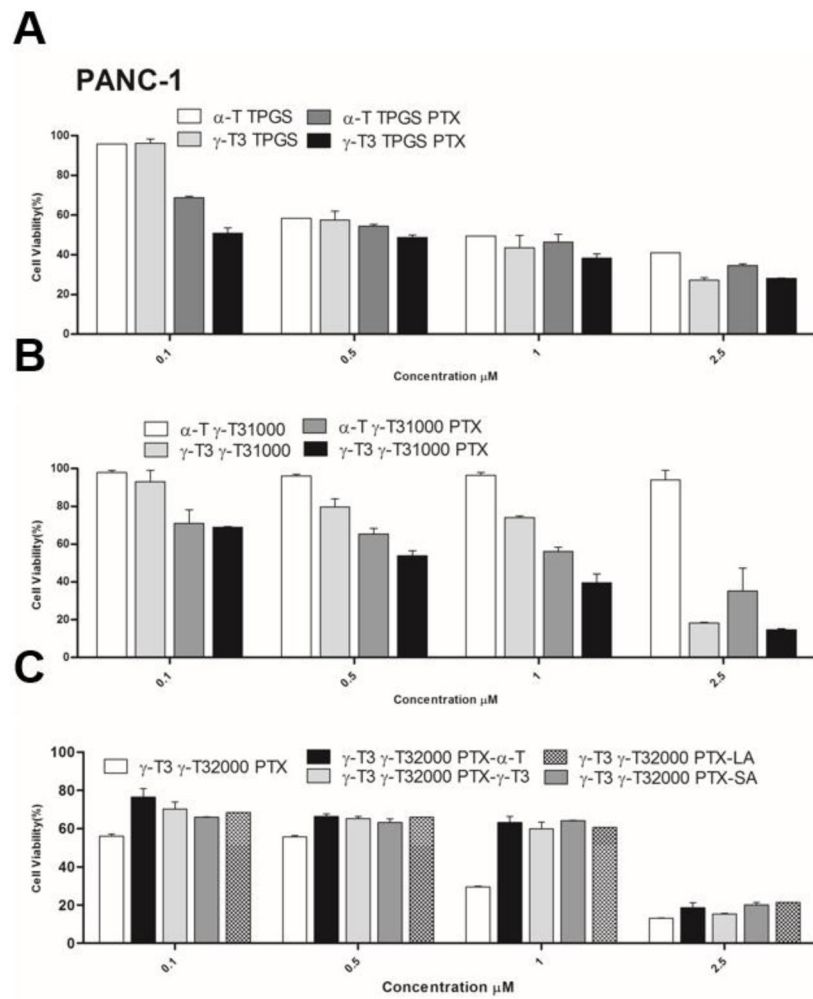 A
PANC-1
α-T TPGS
α-T TPGS PTX
γ-T3 TPGS
γ-T3 TPGS PTX
Cell Viability(%)
100
80
60
40
20
0
0.1
0.5
1
2.5
Concentration μM
B
α-T γ-T31000
α-T γ-T31000 PTX
γ-T3 γ-T31000
γ-T3 γ-T31000 PTX
Cell Viability(%)
100
80
60
40
20
0
0.1
0.5
1
2.5
Concentration μM
C
γ-T3 γ-T32000 PTX
γ-T3 γ-T32000 PTX-α-T
γ-T3 γ-T32000 PTX-LA
γ-T3 γ-T32000 PTX-γ-T3
γ-T3 γ-T32000 PTX-SA
Cell Viability(%)
100
80
60
40
20
0
0.1
0.5
1
2.5
Concentration μM